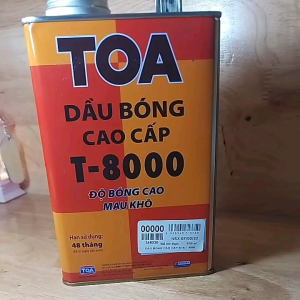 TOA
DẦU BÓNG
CAO CẤP
T-8000
ĐỘ BÓNG CAO
MAU KHÔ
Hạn sử dụng:
48 tháng
00000
TOA